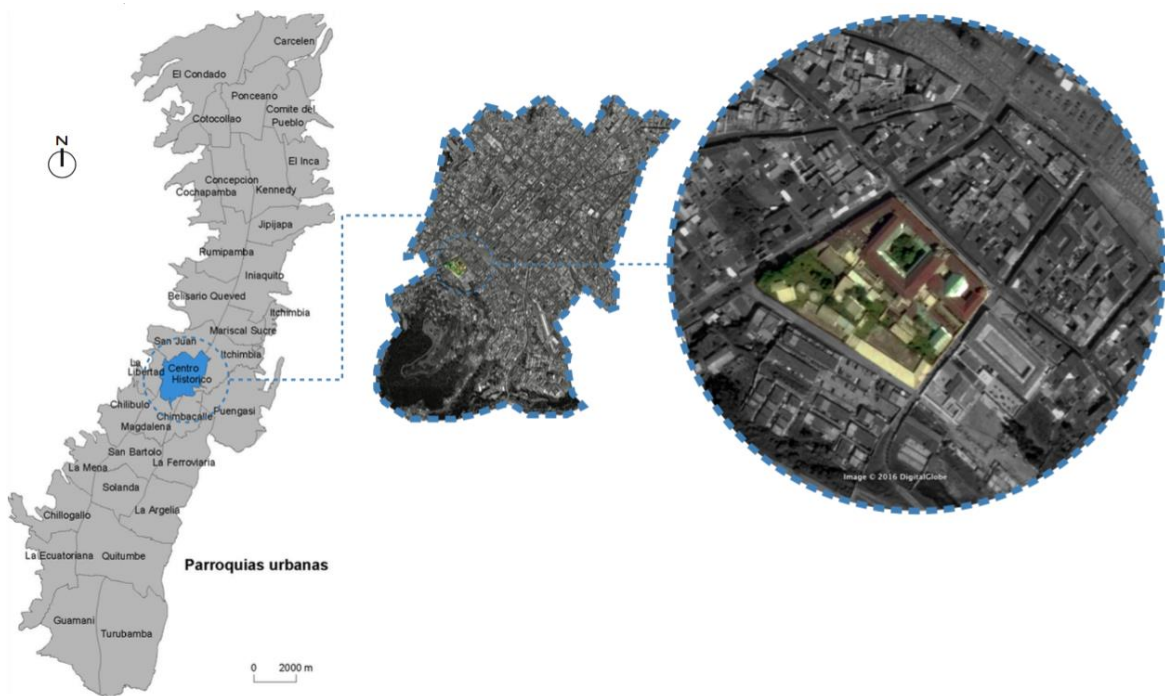 Carcelen
El Condado
Ponceano
Comite del
Pueblo
Cotocollao
N
El Inca
Concepcion
Cochapamba
Kennedy
Jipijapa
Rumipamba
Iniaquito
Belisario Queved
Itchimbia
Mariscal Sucre
San Juan
Itchimbia
La
Libertad
Centro
Historico
Chilibulo
Puengasi
Chimbacalle
Magdalena
San Bartolo
La Ferroviaria
La Mena
Solanda
La Argelia
Chillogallo
La Ecuatoriana
Quitumbe
Parroquias urbanas
Guamani
Turubamba
0 2000 m
Image © 2016 DigitalGlobe